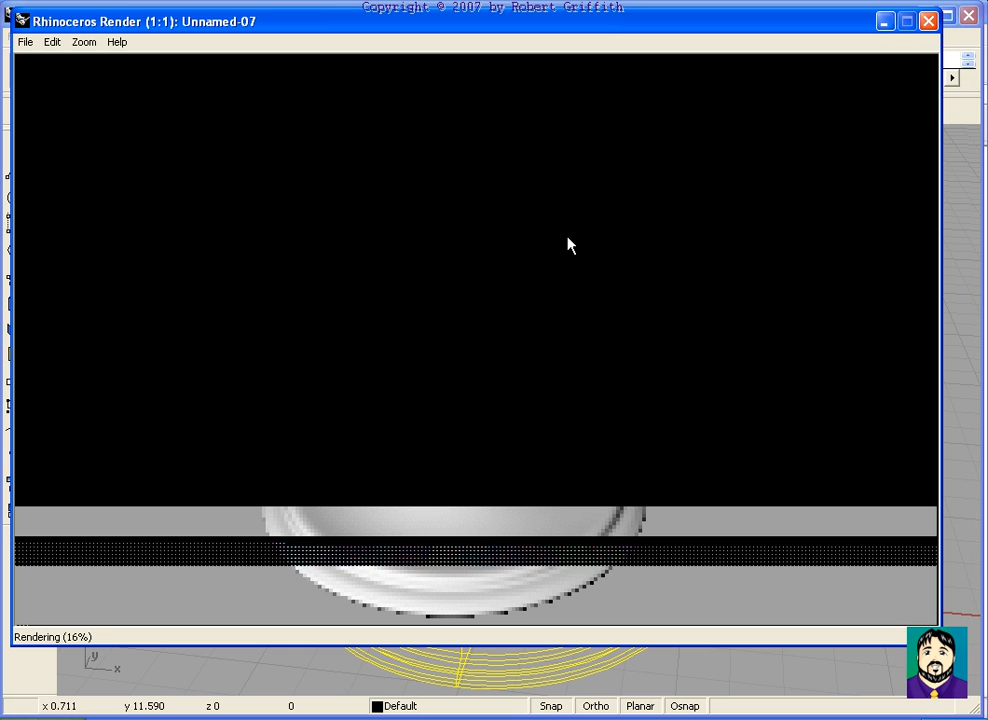 Copyright © 2007 by Robert Griffith
Rhinoceros Render (1:1): Unnamed-07
File Edit Zoom Help
Rendering (16%)
y
x
x 0.711 y 11.590 z 0 0 Default Snap Ortho Planar Osnap